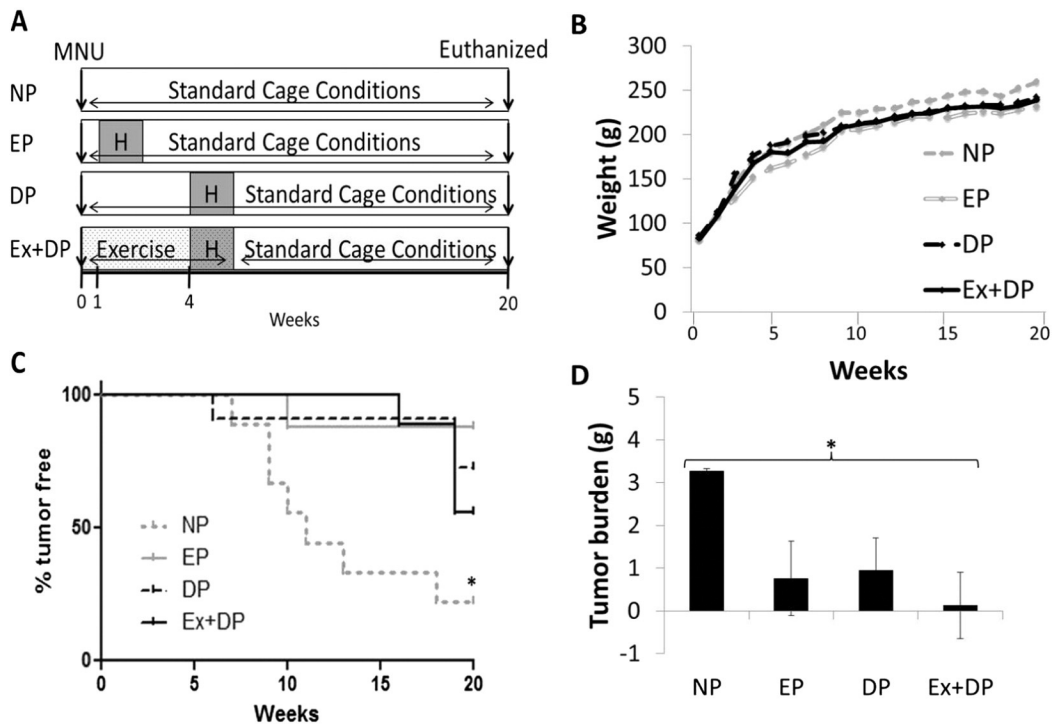 A
MNU
Euthanized
NP
Standard Cage Conditions
EP
H
Standard Cage Conditions
DP
H
Standard Cage Conditions
Ex+DP
Exercise
H
Standard Cage Conditions
0 1 4 20
Weeks
B
300
250
200
150
100
50
0
Weight (g)
NP
EP
DP
Ex+DP
0 5 10 15 20
Weeks
C
100
50
0
% tumor free
NP
EP
DP
Ex+DP
*
0 5 10 15 20
Weeks
D
5
4
3
2
1
0
-1
Tumor burden (g)
*
NP EP DP Ex+DP